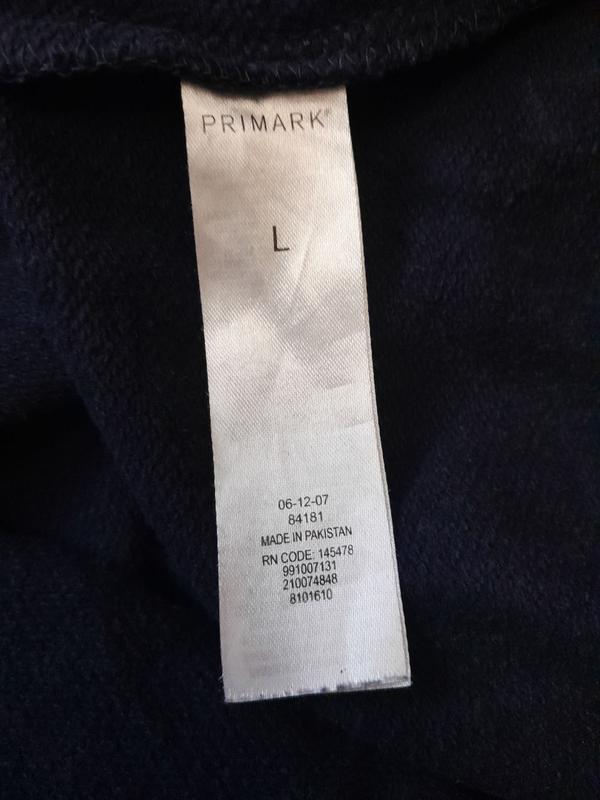 PRIMARK®
L
06-12-07
84181
MADE IN PAKISTAN
RN CODE: 145478
991007131
210074848
8101610